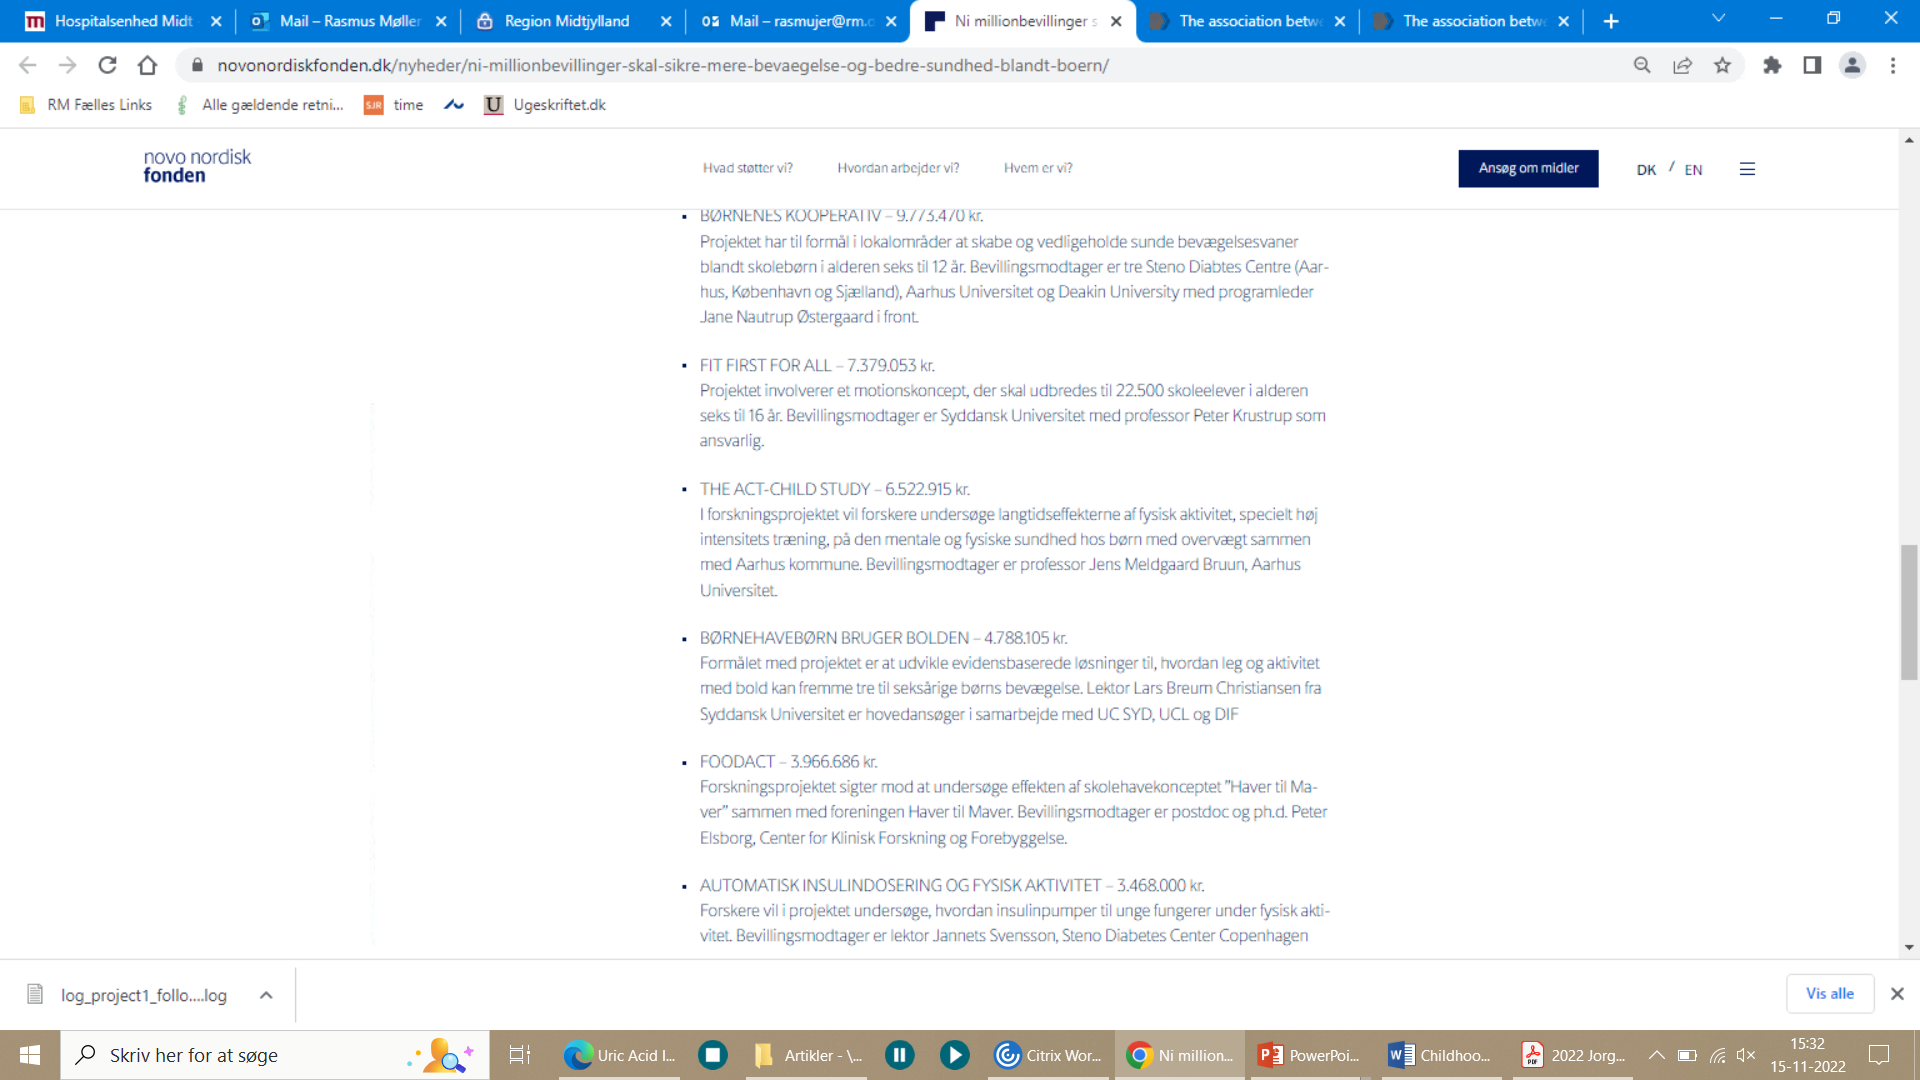 Hospitalsenhed Midt
Mail – Rasmus Møller
Region Midtjylland
Mail – rasmujer@rm.
Ni millionbevillinger s
The association betw
The association betw
novonordiskfonden.dk/nyheder/ni-millionbevillinger-skal-sikre-mere-bevaegelse-og-bedre-sundhed-blandt-boern/
RM Fælles Links
Alle gældende retni...
SJR time
U Ugeskriftet.dk
novo nordisk
fonden
Hvad støtter vi?
Hvordan arbejder vi?
Hvem er vi?
Ansøg om midler
DK / EN
BØRNENES KOOPERATIV – 9.773.470 kr.
Projektet har til formål i lokalområder at skabe og vedligeholde sunde bevægelsesvaner
blandt skolebørn i alderen seks til 12 år. Bevillingsmodtager er tre Steno Diabtes Centre (Aar-
hus, København og Sjælland), Aarhus Universitet og Deakin University med programleder
Jane Nautrup Østergaard i front.
FIT FIRST FOR ALL – 7.379.053 kr.
Projektet involverer et motionskoncept, der skal udbredes til 22.500 skoleelever i alderen
seks til 16 år. Bevillingsmodtager er Syddansk Universitet med professor Peter Krustrup som
ansvarlig.
THE ACT-CHILD STUDY – 6.522.915 kr.
I forskningsprojektet vil forskere undersøge langtidseffekterne af fysisk aktivitet, specielt høj
intensitets træning, på den mentale og fysiske sundhed hos børn med overvægt sammen
med Aarhus kommune. Bevillingsmodtager er professor Jens Meldgaard Bruun, Aarhus
Universitet.
BØRNEHAVEBØRN BRUGER BOLDEN – 4.788.105 kr.
Formålet med projektet er at udvikle evidensbaserede løsninger til, hvordan leg og aktivitet
med bold kan fremme tre til seksårige børns bevægelse. Lektor Lars Breum Christiansen fra
Syddansk Universitet er hovedansøger i samarbejde med UC SYD, UCL og DIF
FOODACT – 3.966.686 kr.
Forskningsprojektet sigter mod at undersøge effekten af skolehavekonceptet ”Haver til Ma-
ver” sammen med foreningen Haver til Maver. Bevillingsmodtager er postdoc og ph.d. Peter
Elsborg, Center for Klinisk Forskning og Forebyggelse.
AUTOMATISK INSULINDOSERING OG FYSISK AKTIVITET – 3.468.000 kr.
Forskere vil i projektet undersøge, hvordan insulinpumper til unge fungerer under fysisk akti-
vitet. Bevillingsmodtager er lektor Jannets Svensson, Steno Diabetes Center Copenhagen
log_project1_follo....log
Vis alle
Skriv her for at søge
Uric Acid I...
Artikler - \...
Citrix Wor...
Ni million...
PowerPoi...
Childhoo...
2022 Jorg...
15:32
15-11-2022